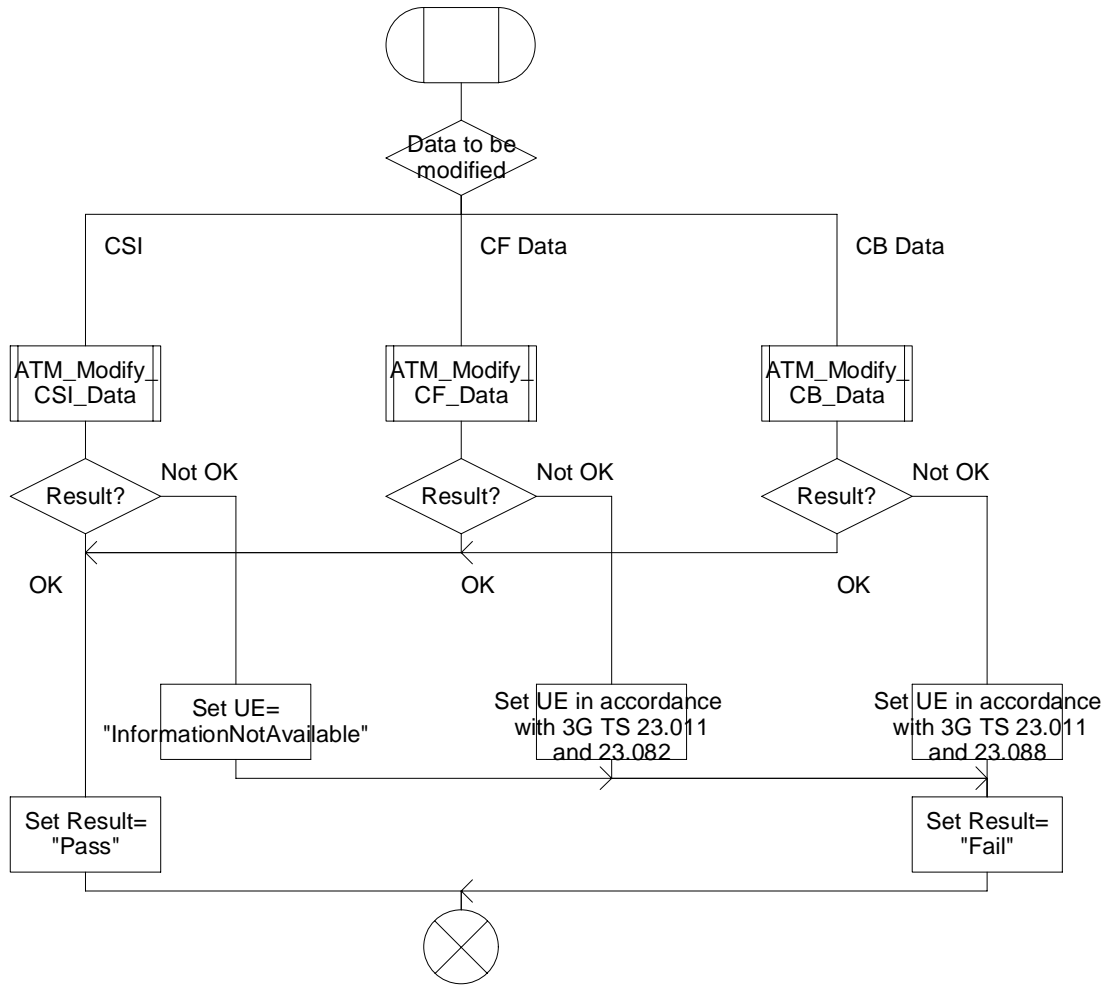 Data to be
modified
CSI
CF Data
CB Data
ATM_Modify_
CSI_Data
ATM_Modify_
CF_Data
ATM_Modify_
CB_Data
Result?
Not OK
Result?
Not OK
Result?
Not OK
OK
OK
OK
Set UE=
"InformationNotAvailable"
Set UE in accordance
with 3G TS 23.011
and 23.082
Set UE in accordance
with 3G TS 23.011
and 23.088
Set Result=
"Pass"
Set Result=
"Fail"